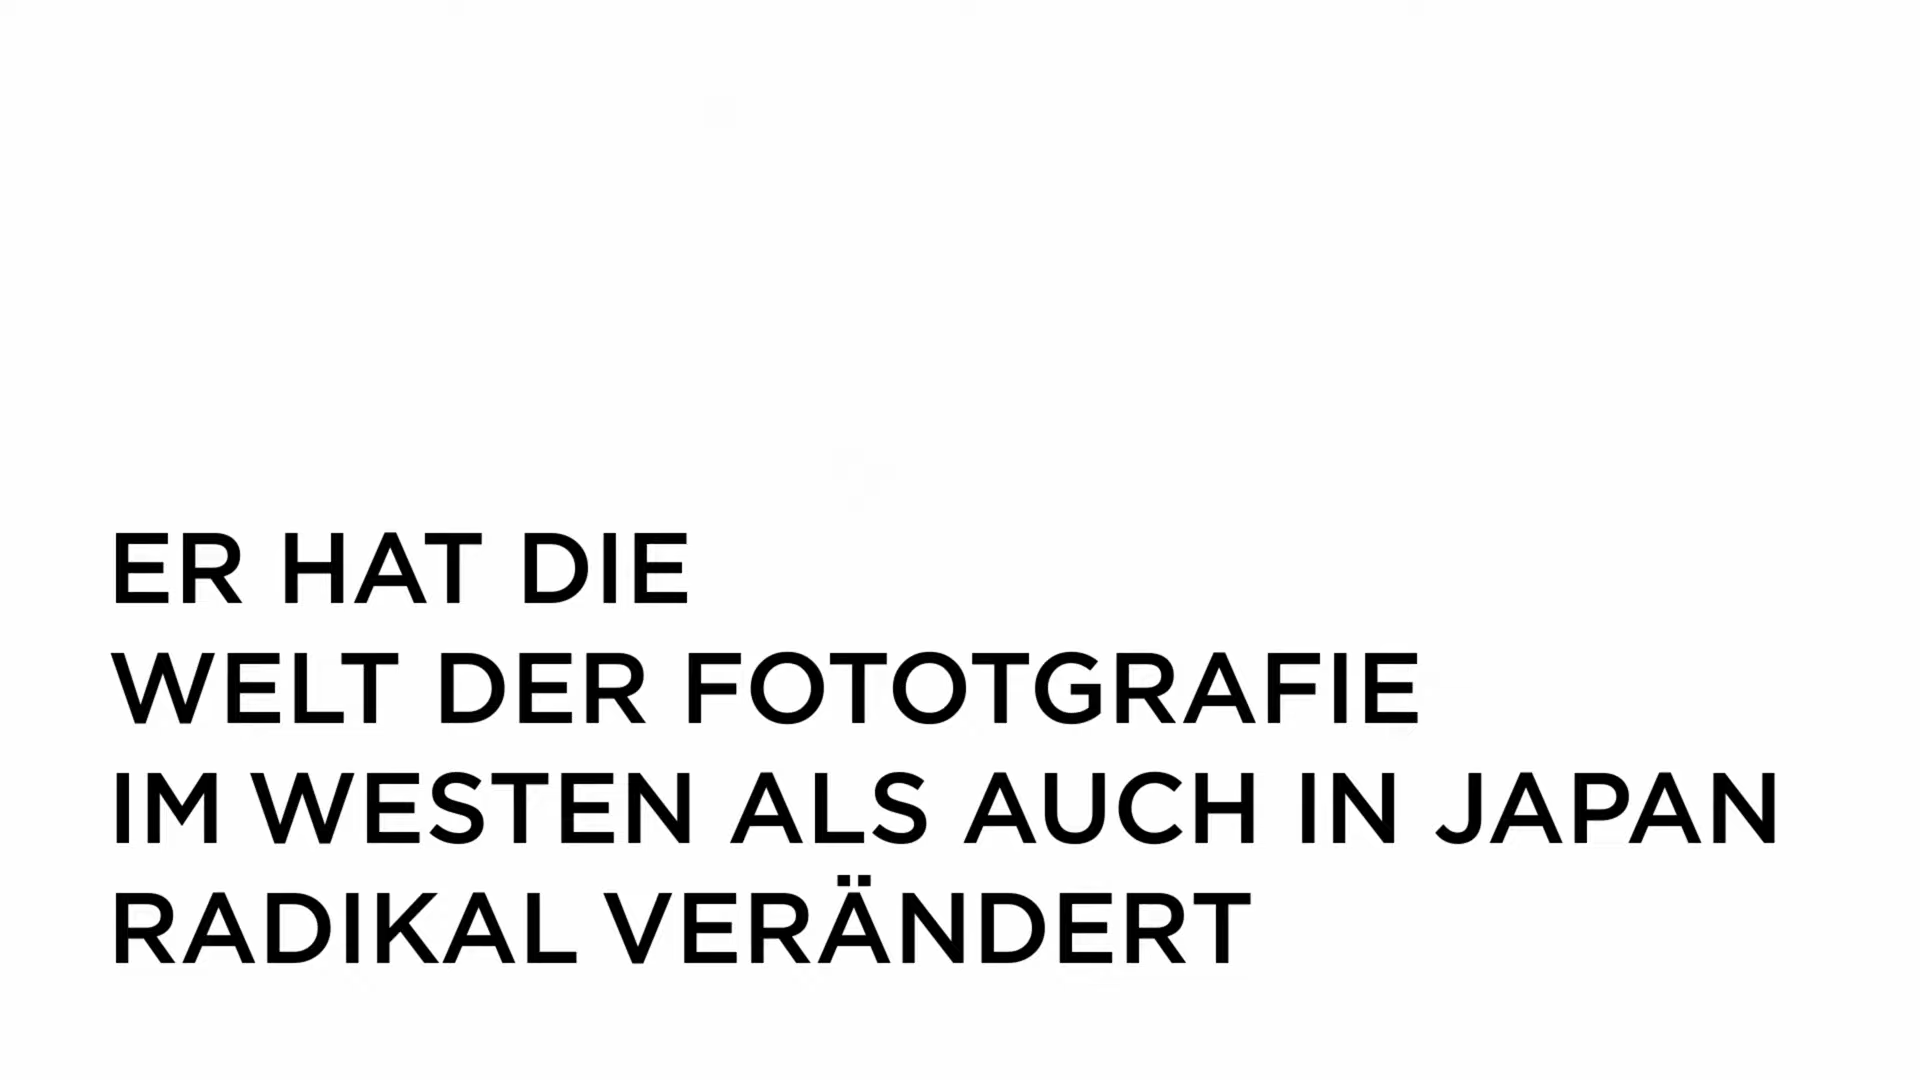 ER HAT DIE
WELT DER FOTOTGRAFIE
IM WESTEN ALS AUCH IN JAPAN
RADIKAL VERÄNDERT